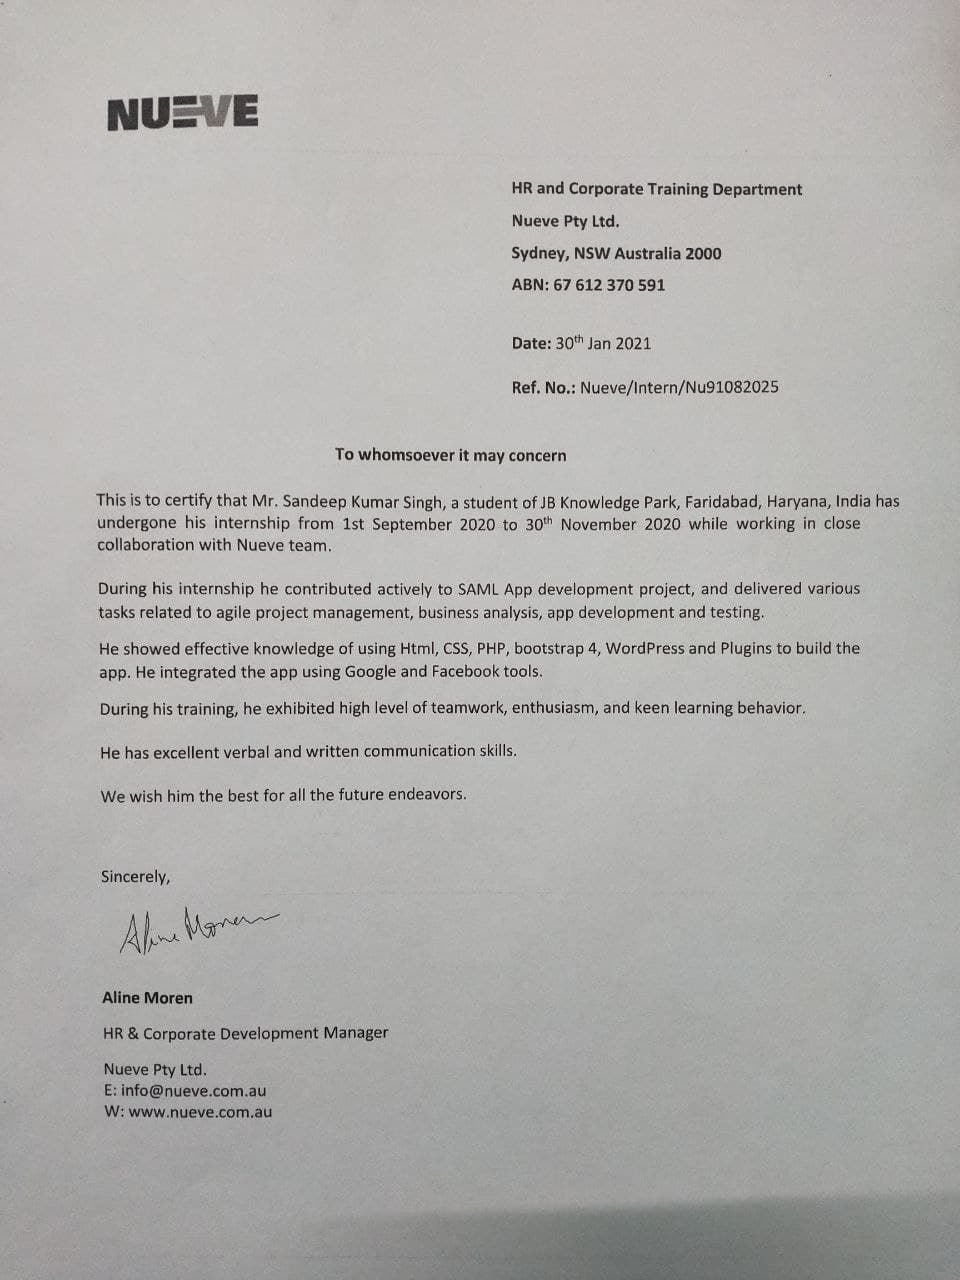 NUEVE
HR and Corporate Training Department
Nueve Pty Ltd.
Sydney, NSW Australia 2000
ABN: 67 612 370 591
Date: 30th Jan 2021
Ref. No.: Nueve/Intern/Nu91082025
To whomsoever it may concern
This is to certify that Mr. Sandeep Kumar Singh, a student of JB Knowledge Park, Faridabad, Haryana, India has
undergone his internship from 1st September 2020 to 30th November 2020 while working in close
collaboration with Nueve team.
During his internship he contributed actively to SAML App development project, and delivered various
tasks related to agile project management, business analysis, app development and testing.
He showed effective knowledge of using Html, CSS, PHP, bootstrap 4, WordPress and Plugins to build the
app. He integrated the app using Google and Facebook tools.
During his training, he exhibited high level of teamwork, enthusiasm, and keen learning behavior.
He has excellent verbal and written communication skills.
We wish him the best for all the future endeavors.
Sincerely,
Aline Moren
Aline Moren
HR & Corporate Development Manager
Nueve Pty Ltd.
E: info@nueve.com.au
W: www.nueve.com.au